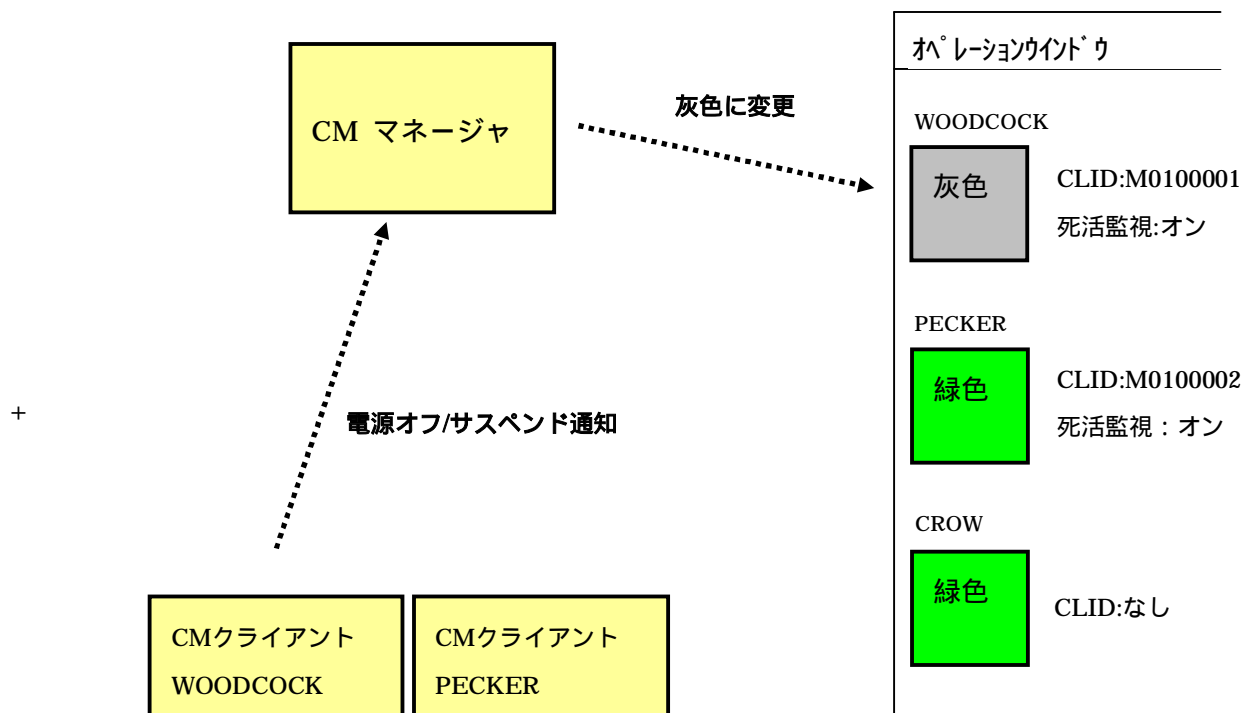 ｵﾍﾟﾚｰｼｮﾝｳｲﾝﾄﾞｳ
CM マネージャ
灰色に変更
WOODCOCK
灰色
CLID:M0100001
死活監視:オン
PECKER
緑色
CLID:M0100002
死活監視：オン
+
電源オフ/サスペンド通知
CROW
緑色
CLID:なし
CMクライアント
WOODCOCK
CMクライアント
PECKER